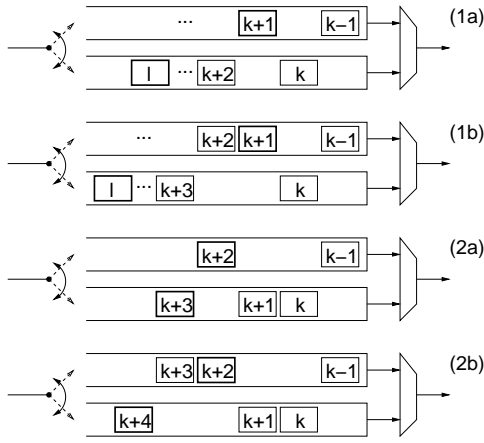 ... k+1 k−1 (1a)
l ... k+2 k
... k+2 k+1 k−1 (1b)
l ... k+3 k
k+2 k−1 (2a)
k+3 k+1 k
k+3 k+2 k−1 (2b)
k+4 k+1 k